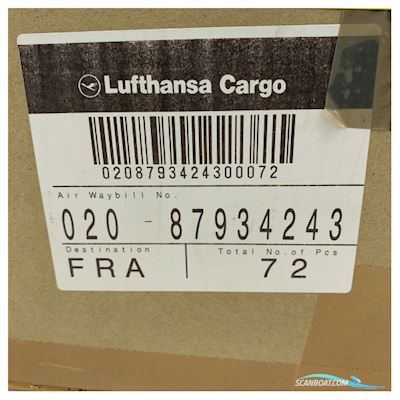 Lufthansa Cargo
0208793424300072
Air Waybill No.
020 - 87934243
Destination Total No. of Pcs
FRA 72
SCANBOAT.COM